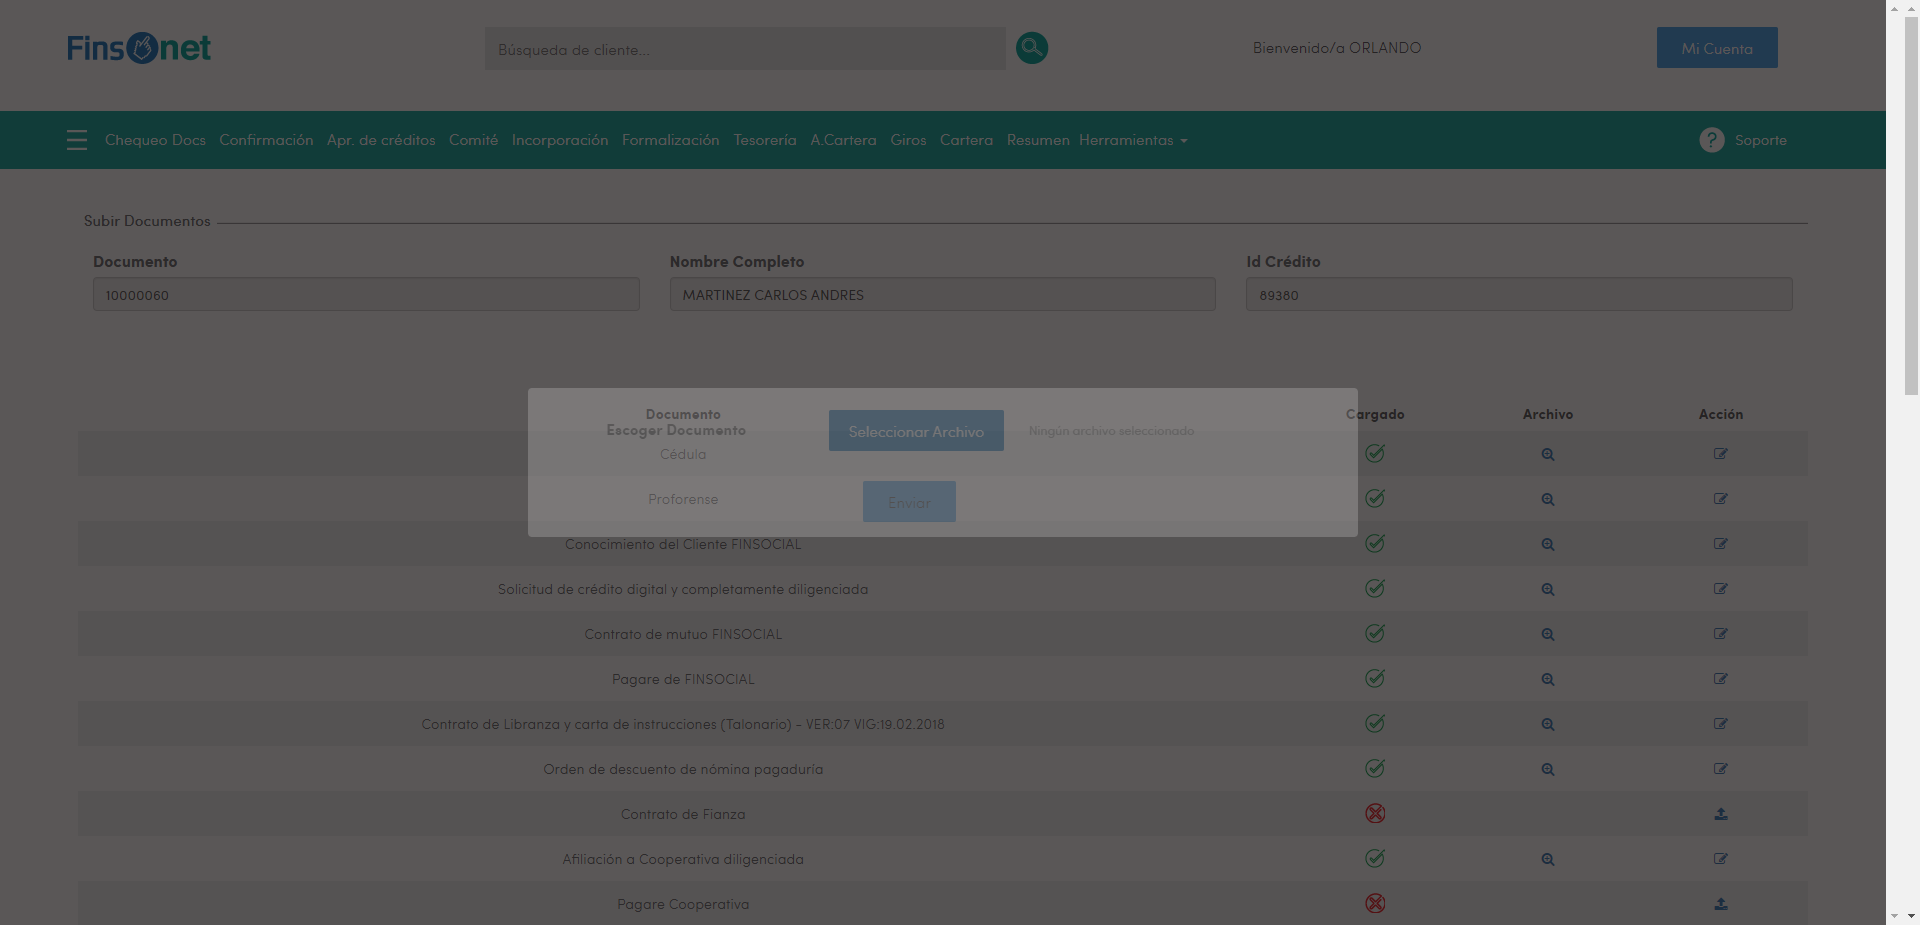 Finsonet
Búsqueda de cliente...
Bienvenido/a ORLANDO
Mi Cuenta
Chequeo Docs Confirmación Apr. de créditos Comité Incorporación Formalización Tesorería A.Cartera Giros Cartera Resumen Herramientas
? Soporte
Subir Documentos
Documento Nombre Completo Id Crédito
10000060 MARTINEZ CARLOS ANDRES 89380
Documento Cargado Archivo Acción
Escoger Documento Seleccionar Archivo Ningún archivo seleccionado
Cédula
Proforense
Enviar
Conocimiento del Cliente FINSOCIAL
Solicitud de crédito digital y completamente diligenciada
Contrato de mutuo FINSOCIAL
Pagare de FINSOCIAL
Contrato de Libranza y carta de instrucciones (Talonario) - VER:07 VIG:19.02.2018
Orden de descuento de nómina pagaduría
Contrato de Fianza
Afiliación a Cooperativa diligenciada
Pagare Cooperativa